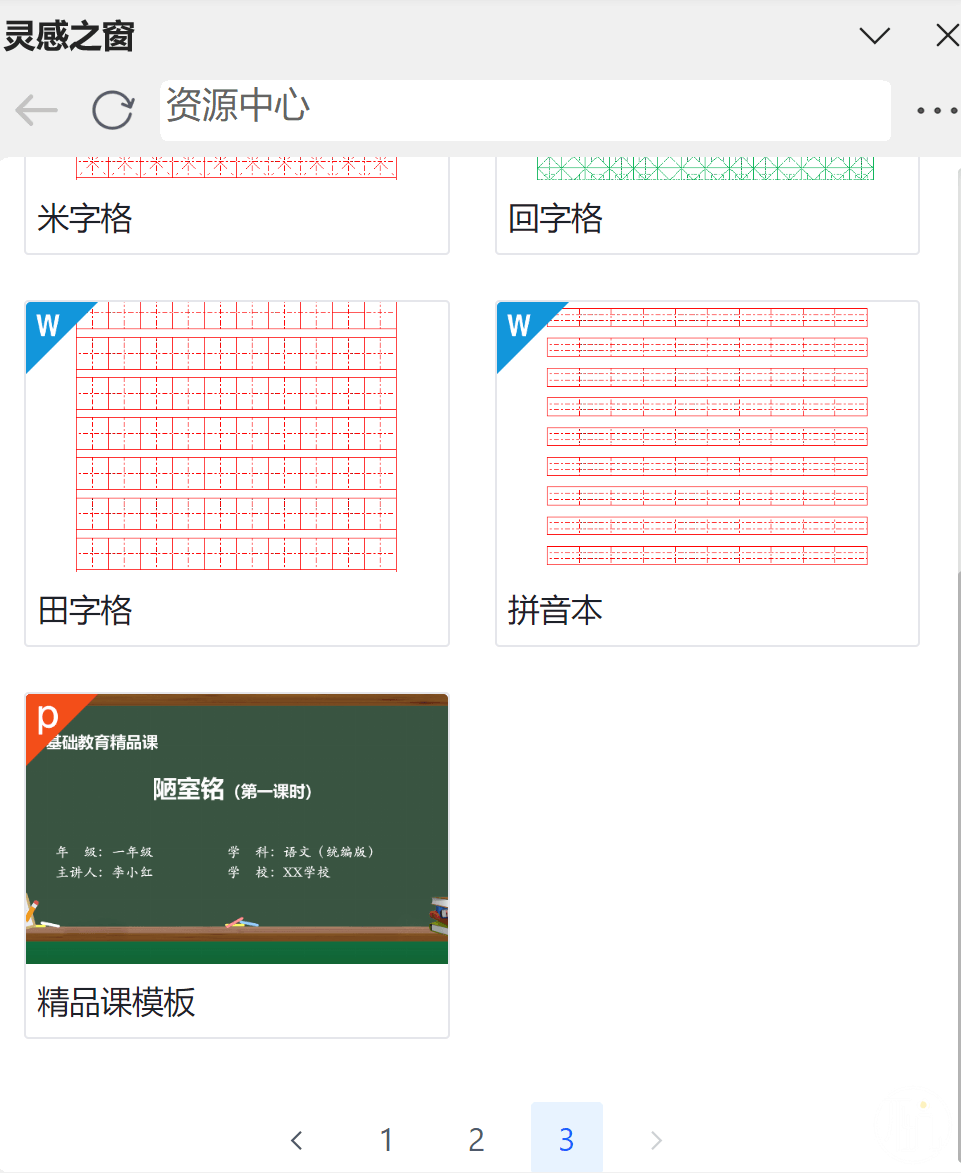 灵感之窗
资源中心
米字格
回字格
W
W
田字格
拼音本
p
基础教育精品课
陋室铭（第一课时）
年 级：一年级 学 科：语文（统编版）
主讲人：李小红 学 校：XX学校
精品课模板
1 2 3